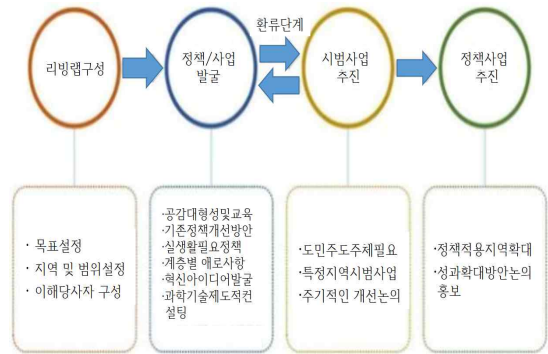 환류단계
리빙랩구성
정책/사업
발굴
시범사업
추진
정책사업
추진
· 목표설정
· 지역 및 범위설정
· 이해당사자 구성
·공감대형성및교육
·기존정책개선방안
·실생활필요정책
·계층별 애로사항
·혁신아이디어발굴
·과학기술제도적컨
설팅
·도민주도주체필요
·특정지역시범사업
·주기적인 개선논의
·정책적용지역확대
·성과확대방안논의
홍보